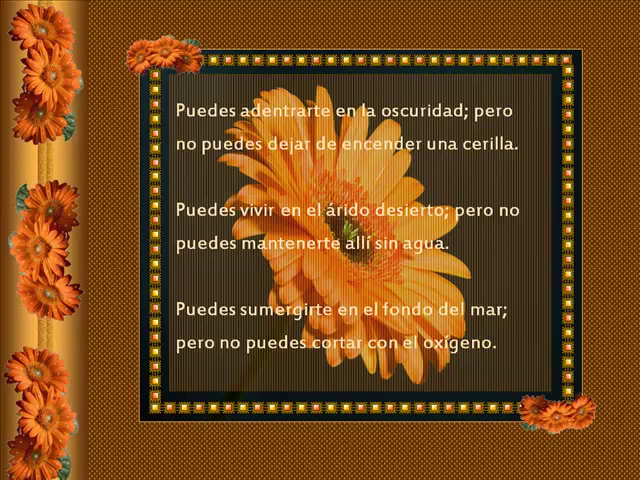 Puedes adentrarte en la oscuridad; pero
no puedes dejar de encender una cerilla.
Puedes vivir en el árido desierto; pero no
puedes mantenerte allí sin agua.
Puedes sumergirte en el fondo del mar;
pero no puedes cortar con el oxígeno.